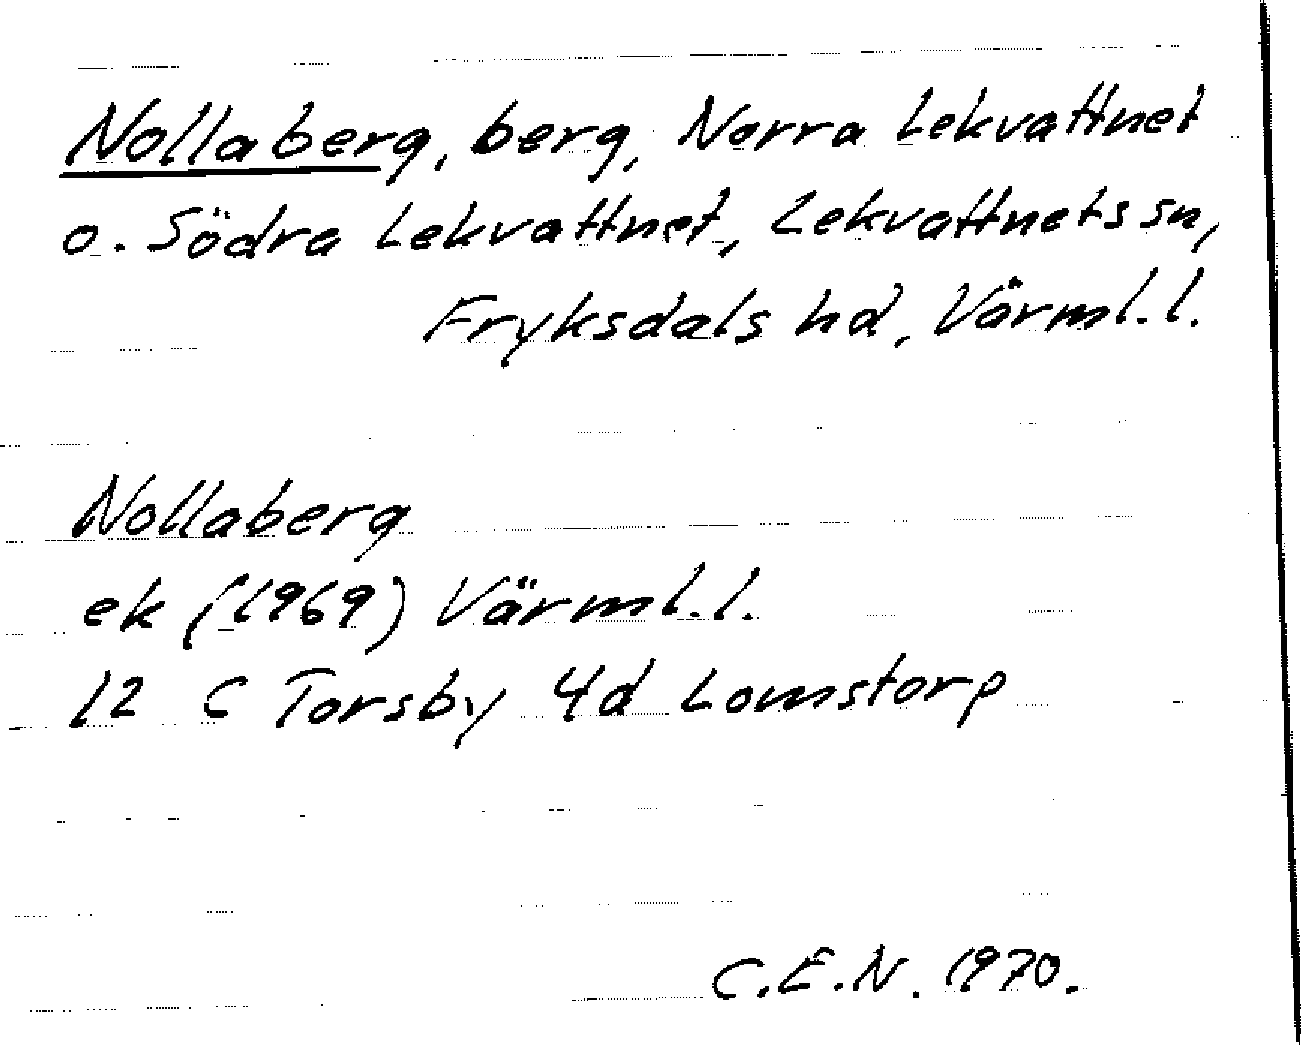 Nollaberg, berg, Norra Lekvattnet
o. Södra Lekvattnet, Lekvattnets sn,
Fryksdals hd, Värml. l.
Nollaberg
ek (1969) Värml. l.
12 C Torsby 4d Lomstorp
C.E.N. 1970.